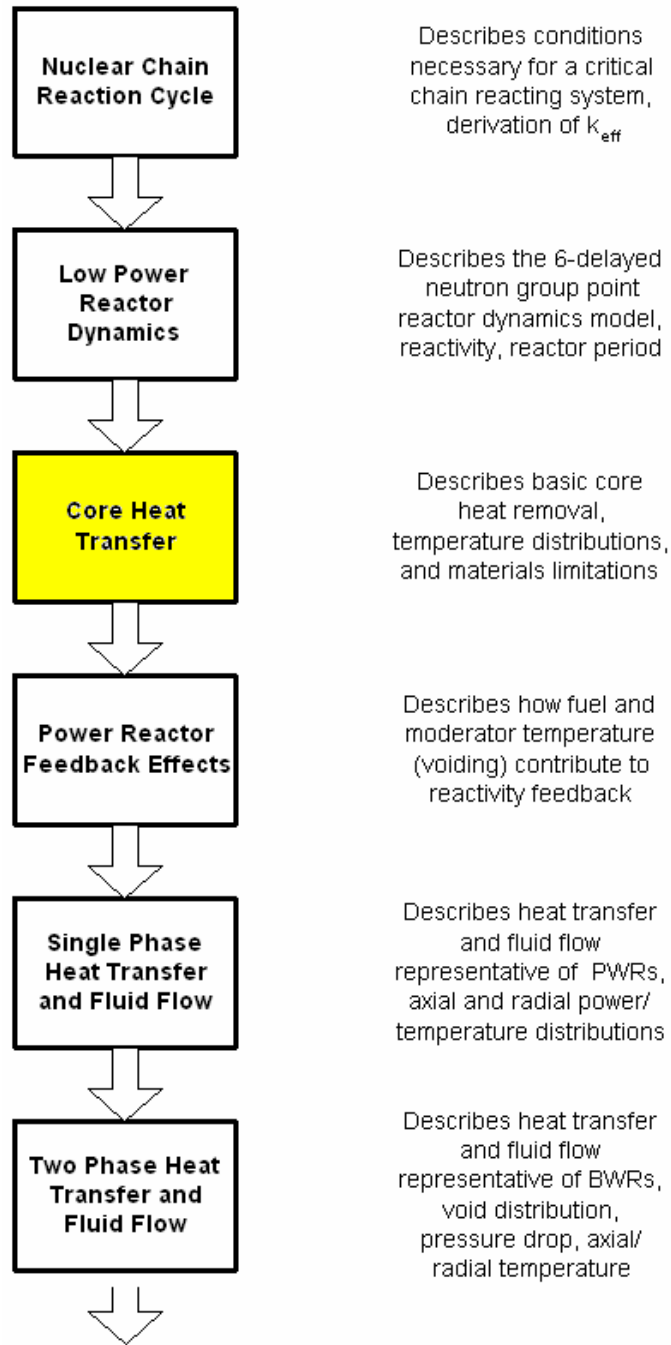 Nuclear Chain
Reaction Cycle
Describes conditions
necessary for a critical
chain reacting system,
derivation of k_eff
Low Power
Reactor
Dynamics
Describes the 6-delayed
neutron group point
reactor dynamics model,
reactivity, reactor period
Core Heat
Transfer
Describes basic core
heat removal,
temperature distributions,
and materials limitations
Power Reactor
Feedback Effects
Describes how fuel and
moderator temperature
(voiding) contribute to
reactivity feedback
Single Phase
Heat Transfer
and Fluid Flow
Describes heat transfer
and fluid flow
representative of PWRs,
axial and radial power/
temperature distributions
Two Phase Heat
Transfer and
Fluid Flow
Describes heat transfer
and fluid flow
representative of BWRs,
void distribution,
pressure drop, axial/
radial temperature